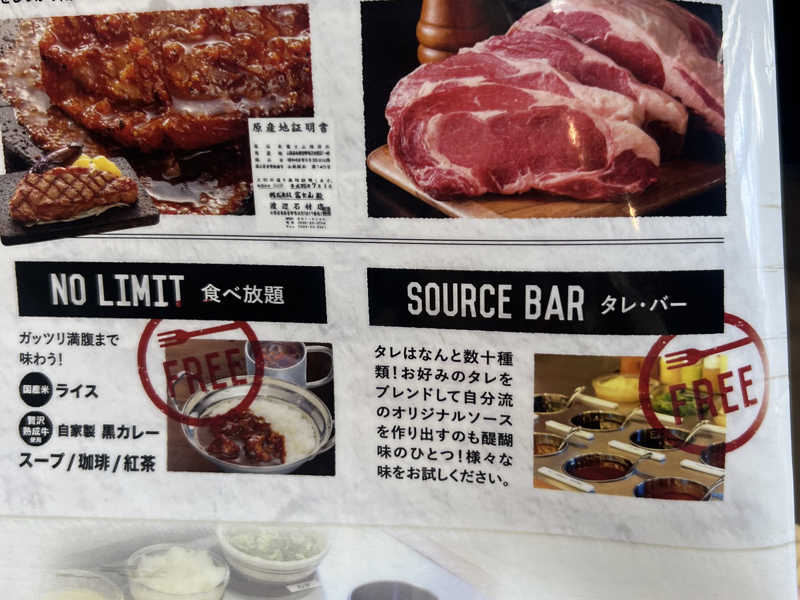 原産地証明書
NO LIMIT 食べ放題
ガッツリ満腹まで
味わう!
国産米 ライス
贅沢
熟成牛
使用
自家製 黒カレー
スープ/珈琲/紅茶
FREE
SOURCE BAR タレ・バー
タレはなんと数十種
類!お好みのタレを
ブレンドして自分流
のオリジナルソース
を作り出すのも醍醐
味のひとつ!様々な
味をお試しください。
FREE